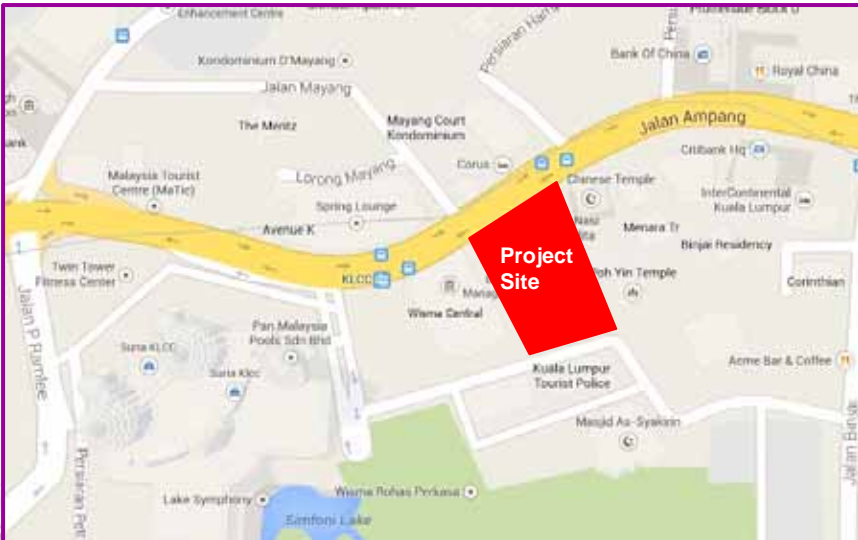 Enhancement Centre
Kondominium D'Mayang
Jalan Mayang
The Meritz
Mayang Court
Kondominium
Persiaran Ham
Bank Of China
Royal China
Jalan Ampang
Citibank Hq
Corus
Malaysia Tourist
Centre (MaTic)
Lorong Mayang
Spring Lounge
Avenue K
Chinese Temple
Nasi
InterContinental
Kuala Lumpur
Menara Tr
Binjai Residency
Project
Site
Twin Tower
Fitness Center
KLCC
Yin Temple
Corinthian
Wisma Central
Jalan P Ramlee
Suria KLCC
Pan Malaysia
Pools Sdn Bhd
Suria Klcc
Kuala Lumpur
Tourist Police
Acme Bar & Coffee
Masjid As-Syakirin
Jalan Binjai
Persiaran Petr
Lake Symphony
Wisma Rohas Perkasa
Simfoni Lake